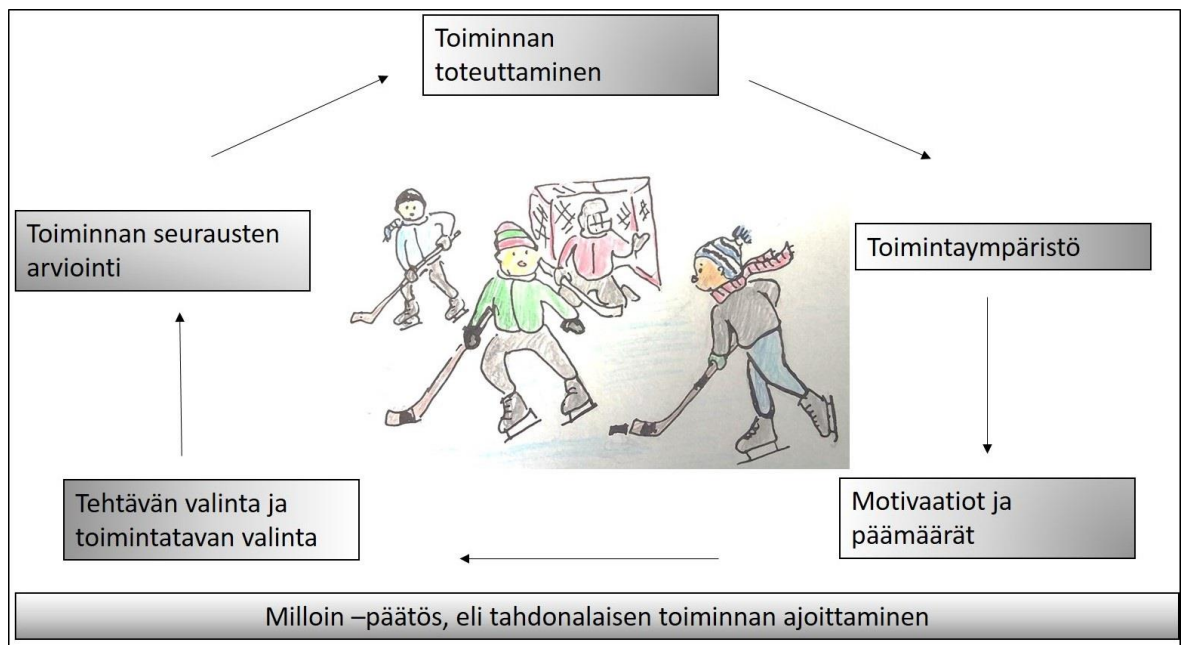 Toiminnan
toteuttaminen
Toiminnan seurausten
arviointi
Toimintaympäristö
Tehtävän valinta ja
toimintatavan valinta
Motivaatiot ja
päämäärät
Milloin –päätös, eli tahdonalaisen toiminnan ajoittaminen